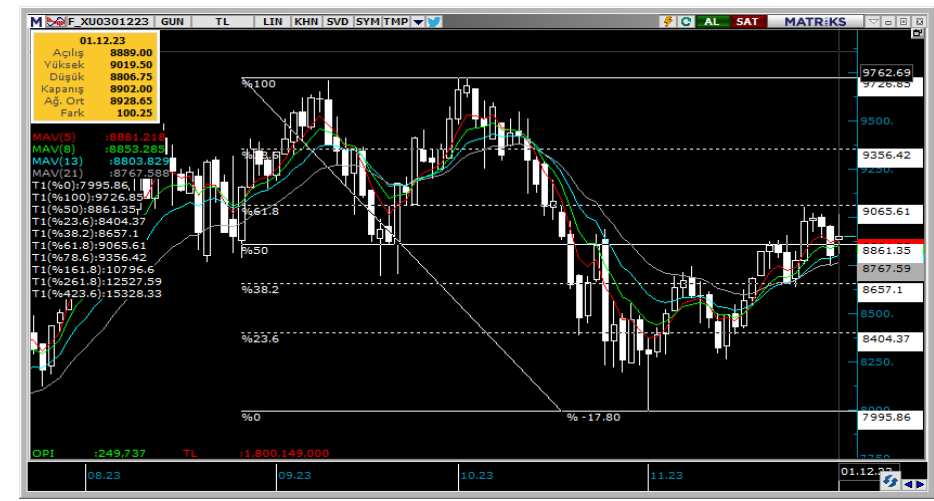 M F_XU0301223 GUN TL LIN KHN SVD SYM TMP AL SAT MATRiKS
01.12.23
Açılış 8889.00
Yüksek 9019.50
Düşük 8806.75
Kapanış 8902.00
Ağ. Ort 8928.65
Fark 100.25
MAV(5) :8881.218
MAV(8) :8853.285
MAV(13) :8803.829
MAV(21) :8767.588
T1(%0):7995.86
T1(%100):9726.85
T1(%50):8861.35
T1(%23.6):8404.37
T1(%38.2):8657.1
T1(%61.8):9065.61
T1(%78.6):9356.42
T1(%161.8):10796.6
T1(%261.8):12527.59
T1(%423.6):15328.33
%100
%61.8
%50
%38.2
%23.6
%0
% -17.80
9762.69
9726.85
9500.
9356.42
9250.
9065.61
8861.35
8767.59
8657.1
8500.
8404.37
8250.
7995.86
OPI :249,737 TL :1,800,149,000
08.23 09.23 10.23 11.23